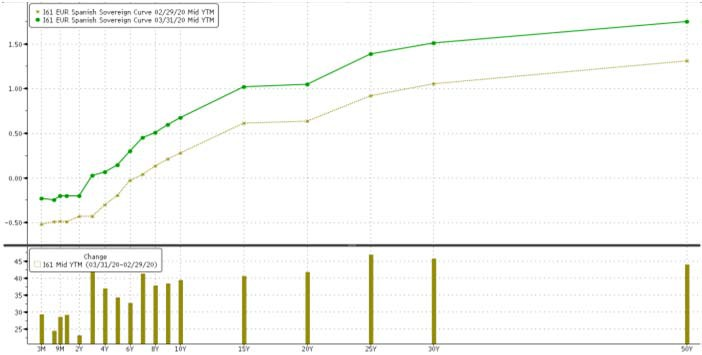 I61 EUR Spanish Sovereign Curve 02/29/20 Mid YTM
I61 EUR Spanish Sovereign Curve 03/31/20 Mid YTM
1.50
1.00
0.50
0.00
-0.50
Change
I61 Mid YTM (03/31/20-02/29/20)
45
40
35
30
25
3M 9M 2Y 4Y 6Y 8Y 10Y 15Y 20Y 25Y 30Y 50Y